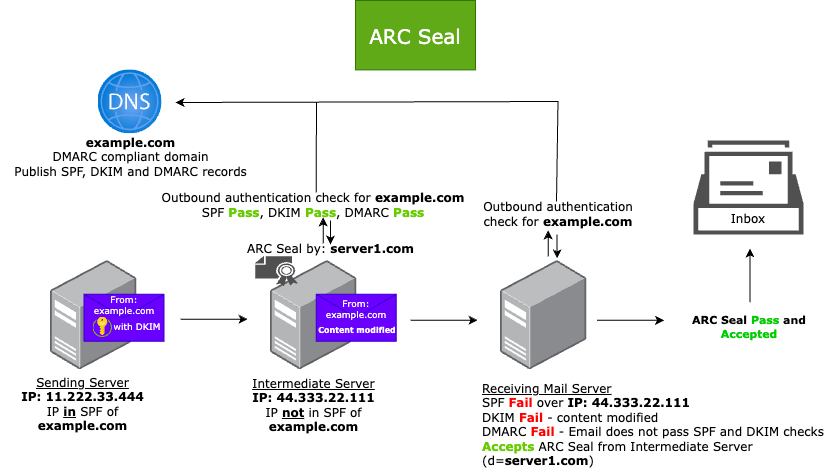 ARC Seal
DNS
example.com
DMARC compliant domain
Publish SPF, DKIM and DMARC records
Outbound authentication check for example.com
SPF Pass, DKIM Pass, DMARC Pass
ARC Seal by: server1.com
Outbound authentication
check for example.com
Inbox
From:
example.com
with DKIM
From:
example.com
Content modified
ARC Seal Pass and
Accepted
Sending Server
IP: 11.222.33.444
IP in SPF of
example.com
Intermediate Server
IP: 44.333.22.111
IP not in SPF of
example.com
Receiving Mail Server
SPF Fail over IP: 44.333.22.111
DKIM Fail - content modified
DMARC Fail - Email does not pass SPF and DKIM checks
Accepts ARC Seal from Intermediate Server
(d=server1.com)